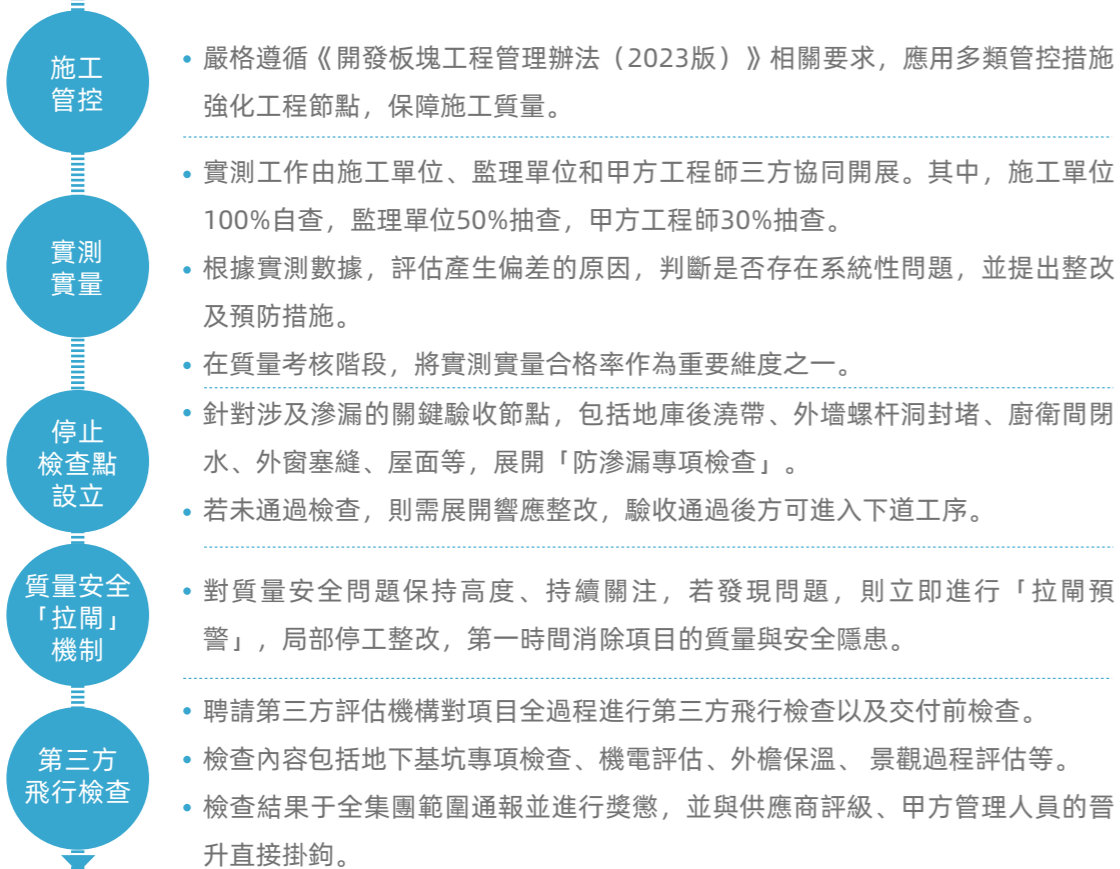 施工
管控
• 嚴格遵循《開發板塊工程管理辦法（2023版）》相關要求，應用多類管控措施
強化工程節點，保障施工質量。
實測
實量
• 實測工作由施工單位、監理單位和甲方工程師三方協同開展。其中，施工單位
100%自查，監理單位50%抽查，甲方工程師30%抽查。
• 根據實測數據，評估產生偏差的原因，判斷是否存在系統性問題，並提出整改
及預防措施。
• 在質量考核階段，將實測實量合格率作為重要維度之一。
停止
檢查點
設立
• 針對涉及滲漏的關鍵驗收節點，包括地庫後澆帶、外墻螺杆洞封堵、廚衛間閉
水、外窗塞縫、屋面等，展開「防滲漏專項檢查」。
• 若未通過檢查，則需展開響應整改，驗收通過後方可進入下道工序。
質量安全
「拉閘」
機制
• 對質量安全問題保持高度、持續關注，若發現問題，則立即進行「拉閘預
警」，局部停工整改，第一時間消除項目的質量與安全隱患。
第三方
飛行檢查
• 聘請第三方評估機構對項目全過程進行第三方飛行檢查以及交付前檢查。
• 檢查內容包括地下基坑專項檢查、機電評估、外檐保溫、 景觀過程評估等。
• 檢查結果于全集團範圍通報並進行獎懲，並與供應商評級、甲方管理人員的晉
升直接掛鉤。